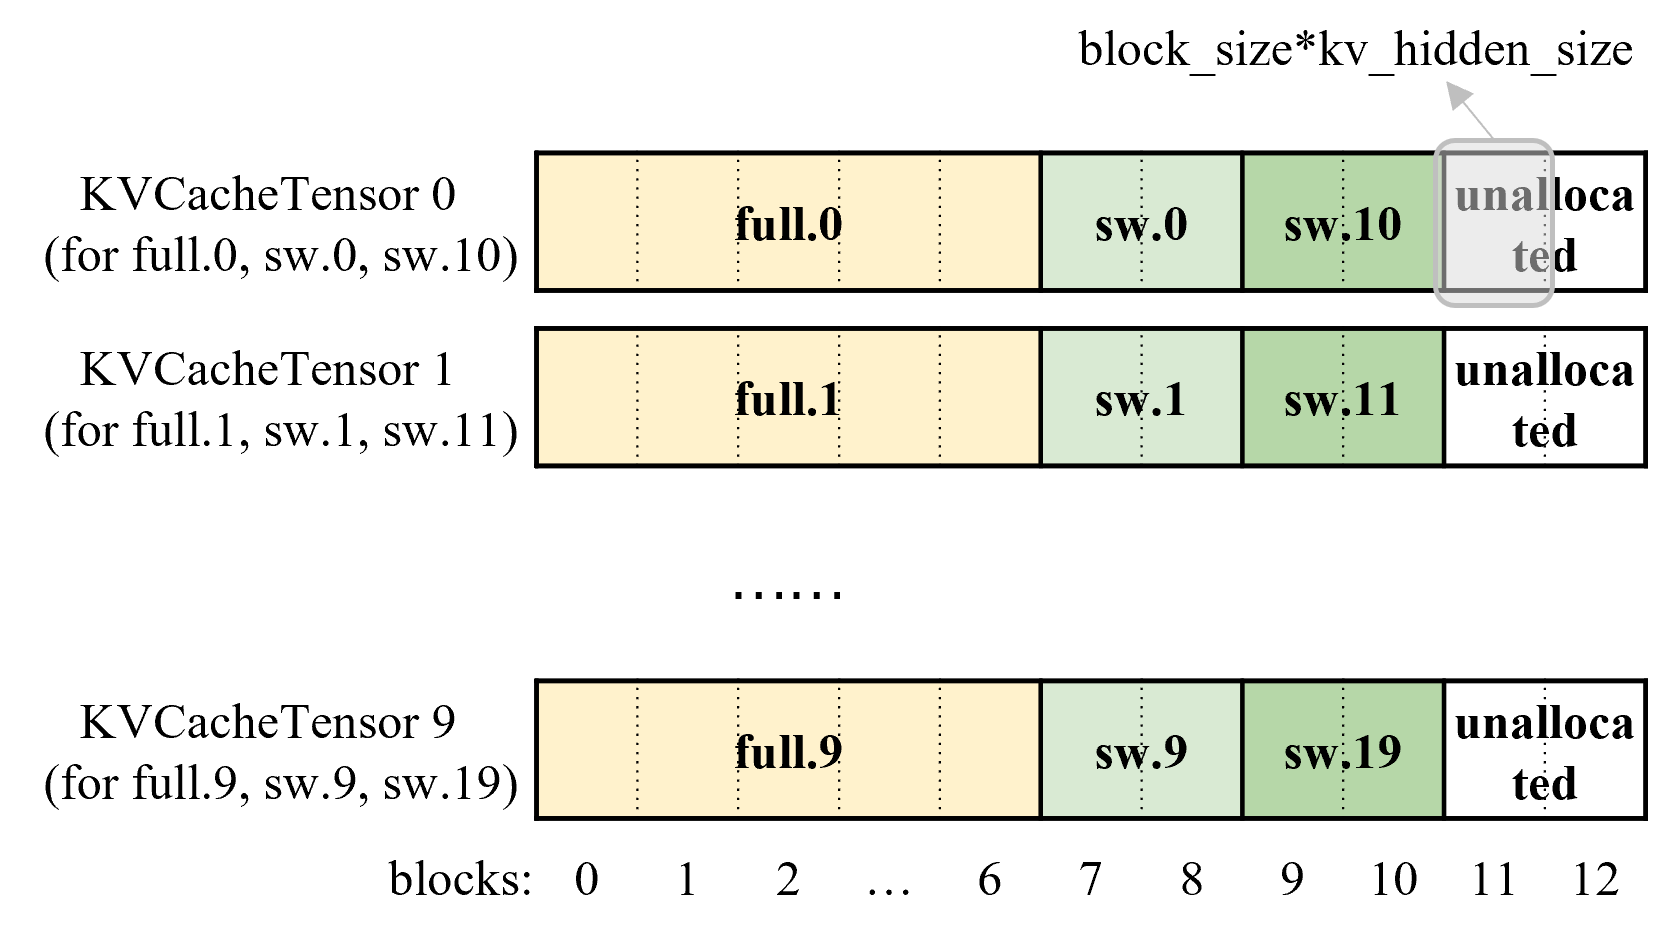 block_size*kv_hidden_size
KVCacheTensor 0
(for full.0, sw.0, sw.10)
full.0
sw.0
sw.10
unalloca
ted
KVCacheTensor 1
(for full.1, sw.1, sw.11)
full.1
sw.1
sw.11
unalloca
ted
……
KVCacheTensor 9
(for full.9, sw.9, sw.19)
full.9
sw.9
sw.19
unalloca
ted
blocks: 0 1 2 … 6 7 8 9 10 11 12